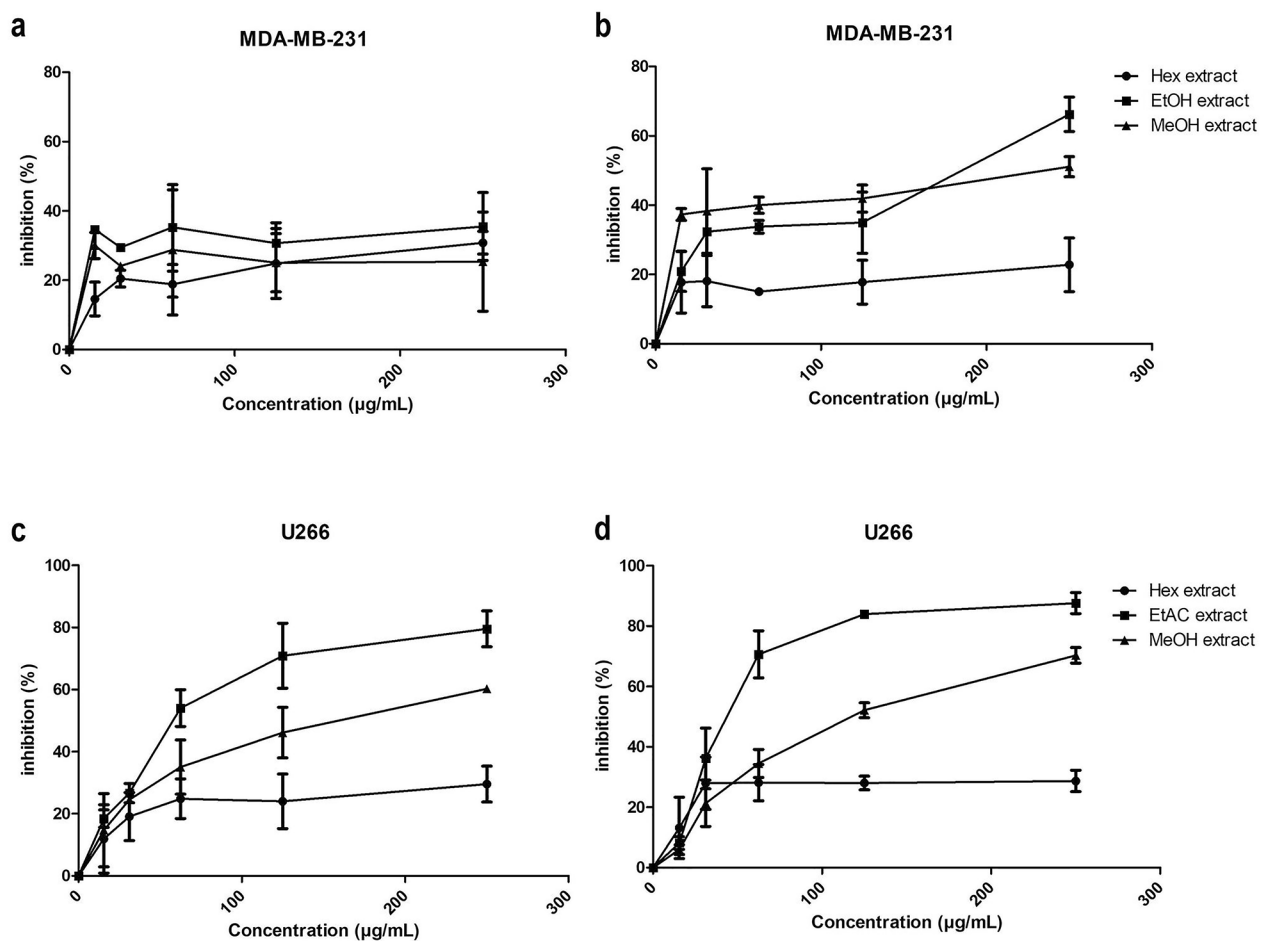 a
MDA-MB-231
80
60
40
20
0
inhibition (%)
0
100
200
300
Concentration (µg/mL)
b
MDA-MB-231
80
60
40
20
0
inhibition (%)
0
100
200
300
Concentration (µg/mL)
Hex extract
EtOH extract
MeOH extract
c
U266
100
80
60
40
20
0
inhibition (%)
0
100
200
300
Concentration (µg/mL)
d
U266
100
80
60
40
20
0
inhibition (%)
0
100
200
300
Concentration (µg/mL)
Hex extract
EtAC extract
MeOH extract